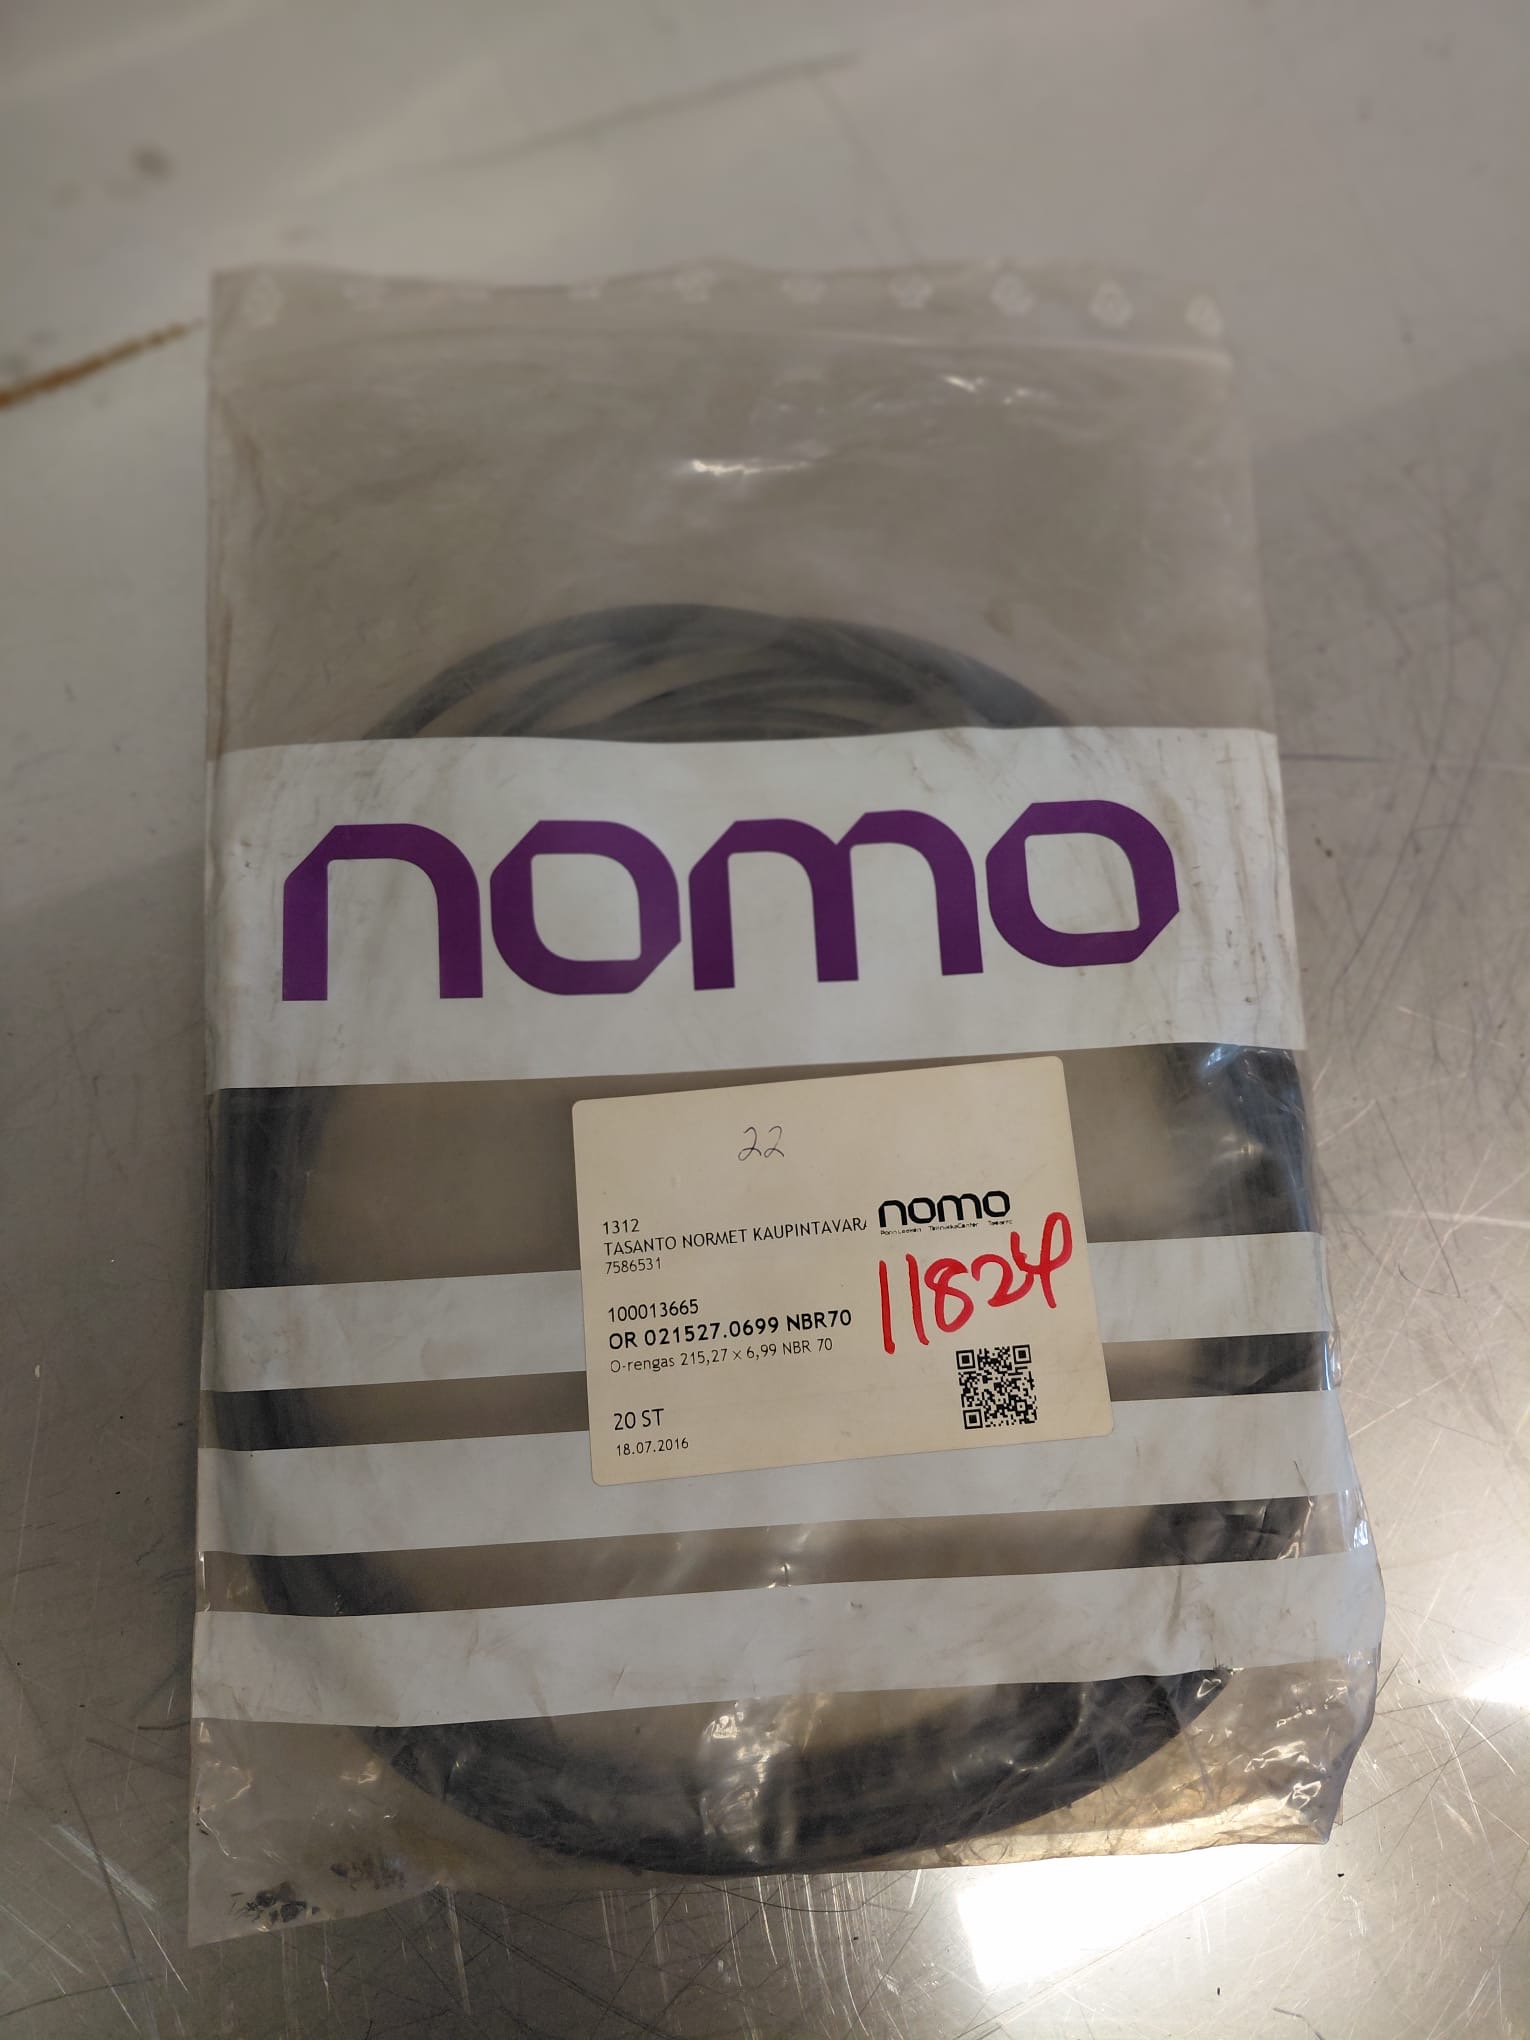 nomo
22
1312
TASANTO NORMET KAUPINTAVARA
7586531
nomo
100013665
OR 021527.0699 NBR70
O-rengas 215,27 x 6,99 NBR 70
20 ST
18.07.2016